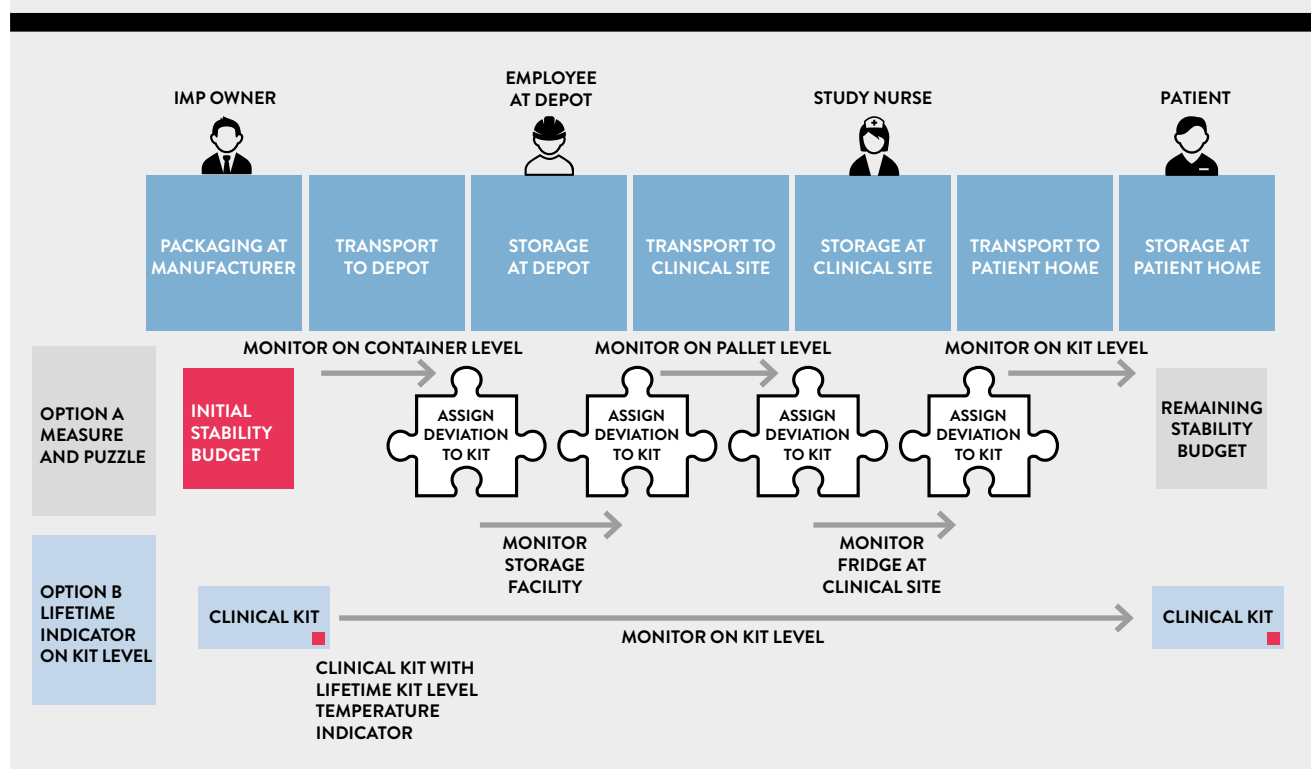 IMP OWNER
EMPLOYEE
AT DEPOT
STUDY NURSE
PATIENT
PACKAGING AT
MANUFACTURER
TRANSPORT
TO DEPOT
STORAGE
AT DEPOT
TRANSPORT TO
CLINICAL SITE
STORAGE AT
CLINICAL SITE
TRANSPORT TO
PATIENT HOME
STORAGE AT
PATIENT HOME
MONITOR ON CONTAINER LEVEL
MONITOR ON PALLET LEVEL
MONITOR ON KIT LEVEL
OPTION A
MEASURE
AND PUZZLE
INITIAL
STABILITY
BUDGET
ASSIGN
DEVIATION
TO KIT
ASSIGN
DEVIATION
TO KIT
ASSIGN
DEVIATION
TO KIT
ASSIGN
DEVIATION
TO KIT
REMAINING
STABILITY
BUDGET
MONITOR
STORAGE
FACILITY
MONITOR
FRIDGE AT
CLINICAL SITE
OPTION B
LIFETIME
INDICATOR
ON KIT LEVEL
CLINICAL KIT
MONITOR ON KIT LEVEL
CLINICAL KIT
CLINICAL KIT WITH
LIFETIME KIT LEVEL
TEMPERATURE
INDICATOR